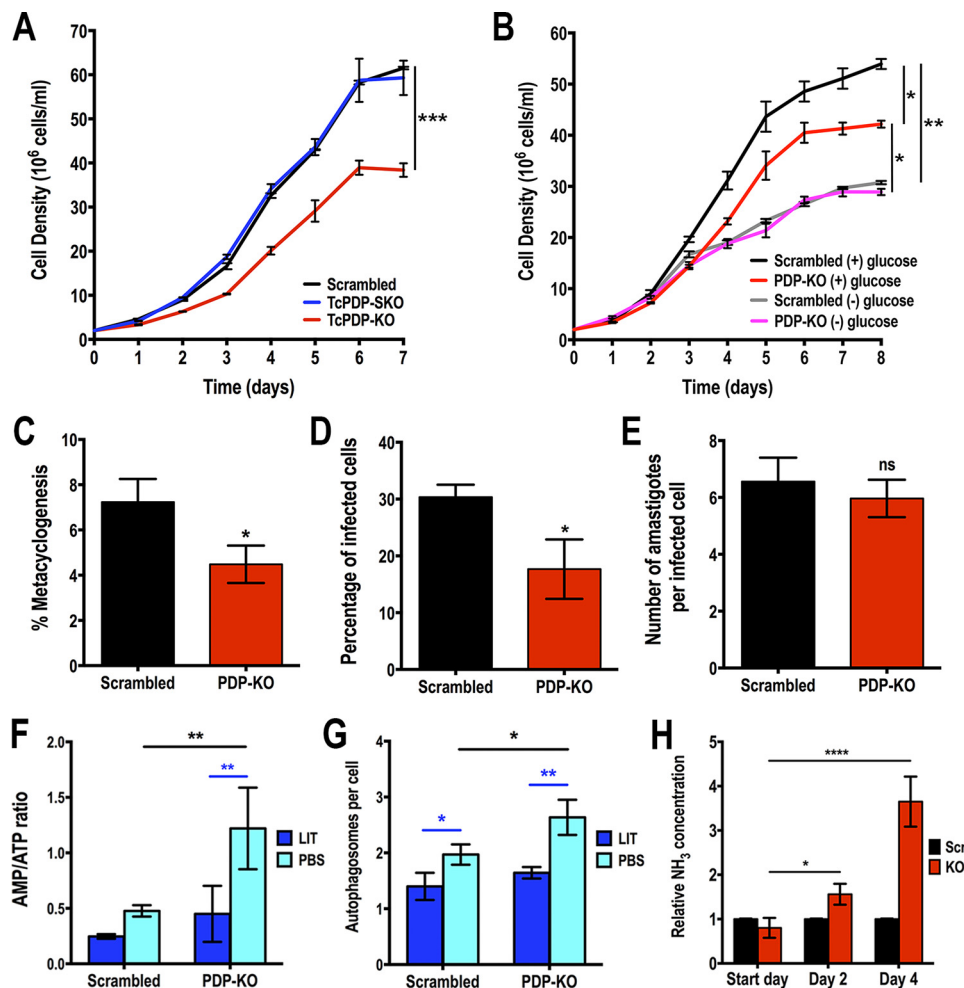 A
Cell Density (10⁶ cells/ml)
70
60
50
40
30
20
10
0
0 1 2 3 4 5 6 7
Time (days)
***
Scrambled
TcPDP-SKO
TcPDP-KO
B
Cell Density (10⁶ cells/ml)
60
50
40
30
20
10
0
0 1 2 3 4 5 6 7 8
Time (days)
*
**
*
Scrambled (+) glucose
PDP-KO (+) glucose
Scrambled (-) glucose
PDP-KO (-) glucose
C
% Metacyclogenesis
10
8
6
4
2
0
*
Scrambled PDP-KO
D
Percentage of infected cells
40
30
20
10
0
*
Scrambled PDP-KO
E
Number of amastigotes
per infected cell
10
8
6
4
2
0
ns
Scrambled PDP-KO
F
AMP/ATP ratio
2.0
1.5
1.0
0.5
0.0
**
**
LIT
PBS
Scrambled PDP-KO
G
Autophagosomes per cell
4
3
2
1
0
*
*
**
LIT
PBS
Scrambled PDP-KO
H
Relative NH₃ concentration
5
4
3
2
1
0
****
*
Scr
KO
Start day Day 2 Day 4